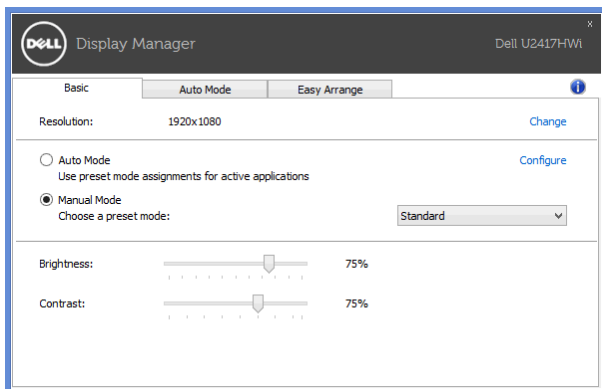 DELL Display Manager Dell U2417HWi
x
Basic Auto Mode Easy Arrange i
Resolution: 1920x1080 Change
Auto Mode Configure
Use preset mode assignments for active applications
Manual Mode
Choose a preset mode: Standard
Brightness: 75%
Contrast: 75%